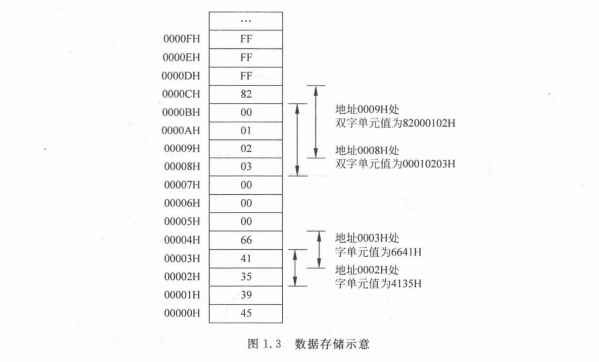 ...
0000FH FF
0000EH FF
0000DH FF
0000CH 82
0000BH 00
0000AH 01
00009H 02
00008H 03
00007H 00
00006H 00
00005H 00
00004H 66
00003H 41
00002H 35
00001H 39
00000H 45
地址0009H处
双字单元值为82000102H
地址0008H处
双字单元值为00010203H
地址0003H处
字单元值为6641H
地址0002H处
字单元值为4135H
图 1.3 数据存储示意